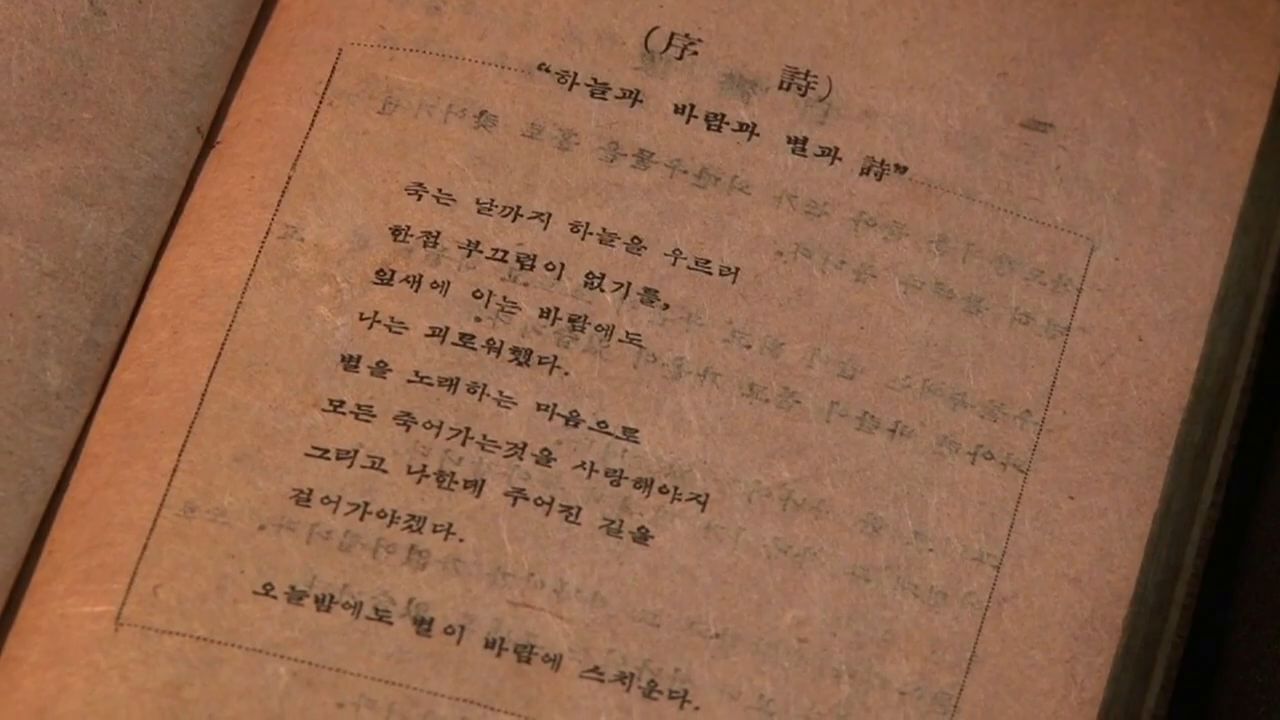 (序 詩)
“하늘과 바람과 별과 詩”
죽는 날까지 하늘을 우르러
한점 부끄럼이 없기를,
잎새에 이는 바람에도
나는 괴로워했다.
별을 노래하는 마음으로
모든 죽어가는것을 사랑해야지
그리고 나한데 주어진 길을
걸어가야겠다.
오늘밤에도 별이 바람에 스치운다.